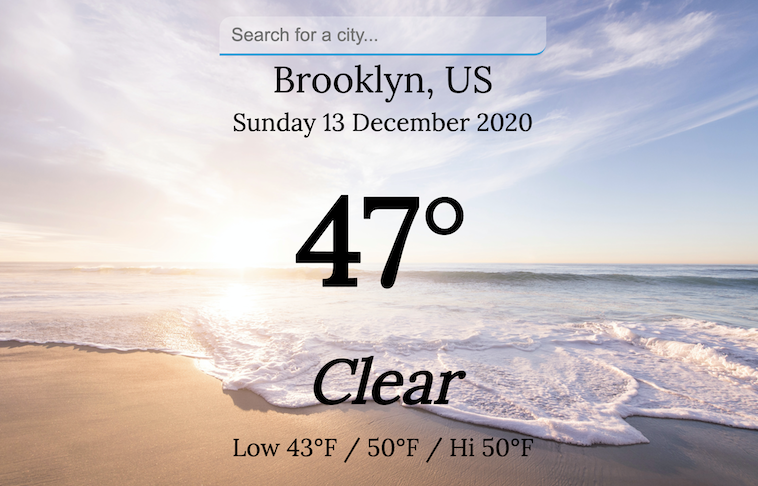 Search for a city...
Brooklyn, US
Sunday 13 December 2020
47°
Clear
Low 43°F / 50°F / Hi 50°F